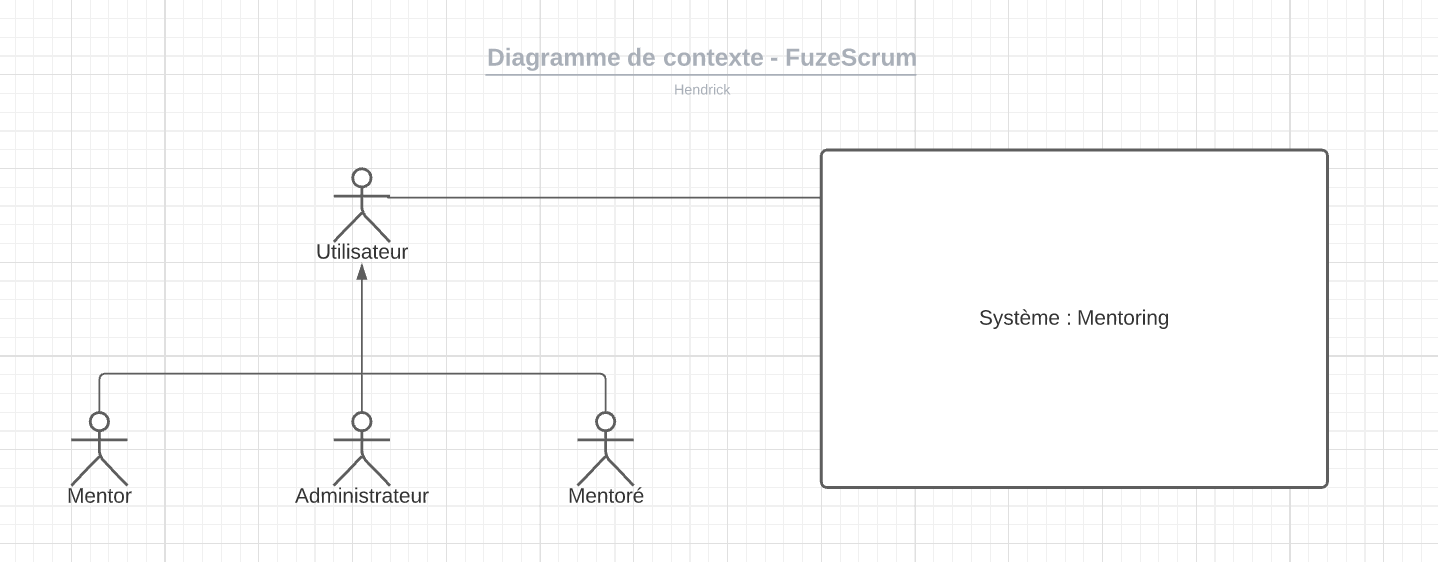 Diagramme de contexte - FuzeScrum
Hendrick
Utilisateur
Système : Mentoring
Mentor
Administrateur
Mentoré